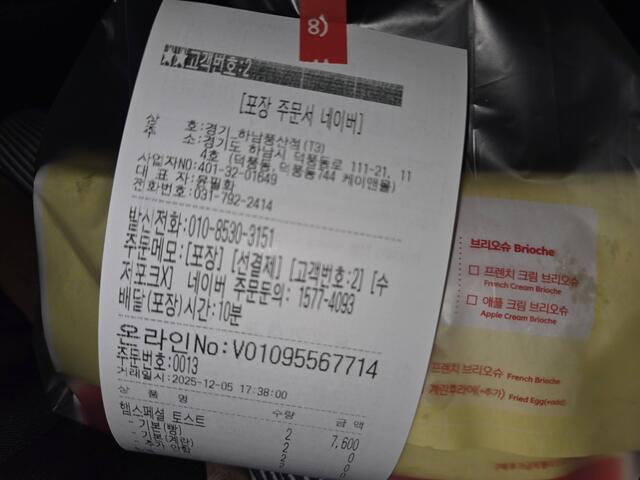 8)
고객번호:2
[포장 주문서 네이버]
상 호:경기_하남풍산점(T3)
주 소:경기도 하남시 덕풍동로 111-21, 11
4호 (덕풍동,덕풍동744 케이앤몰)
사업자NO:401-32-01649
대 표 자:
전화번호:031-792-2414
발신전화:010-8530-3151
주문메모:[포장] [선결제] [고객번호:2] [수
저포크X] 네이버 주문문의: 1577-4093
배달(포장)시간:10분
온라인No:V01095567714
주문번호:0013
거래일시:2025-12-05 17:38:00
상 품 명 수량 금액
햄스페셜 토스트 2 7,600
-기본(빵) 2 0
-기본(계란) 2 0
2 0
브리오슈 Brioche
프렌치 크림 브리오슈
French Cream Brioche
애플 크림 브리오슈
Apple Cream Brioche
프렌치 브리오슈 French Brioche
계란후라이(+추가) Fried Egg(+add)